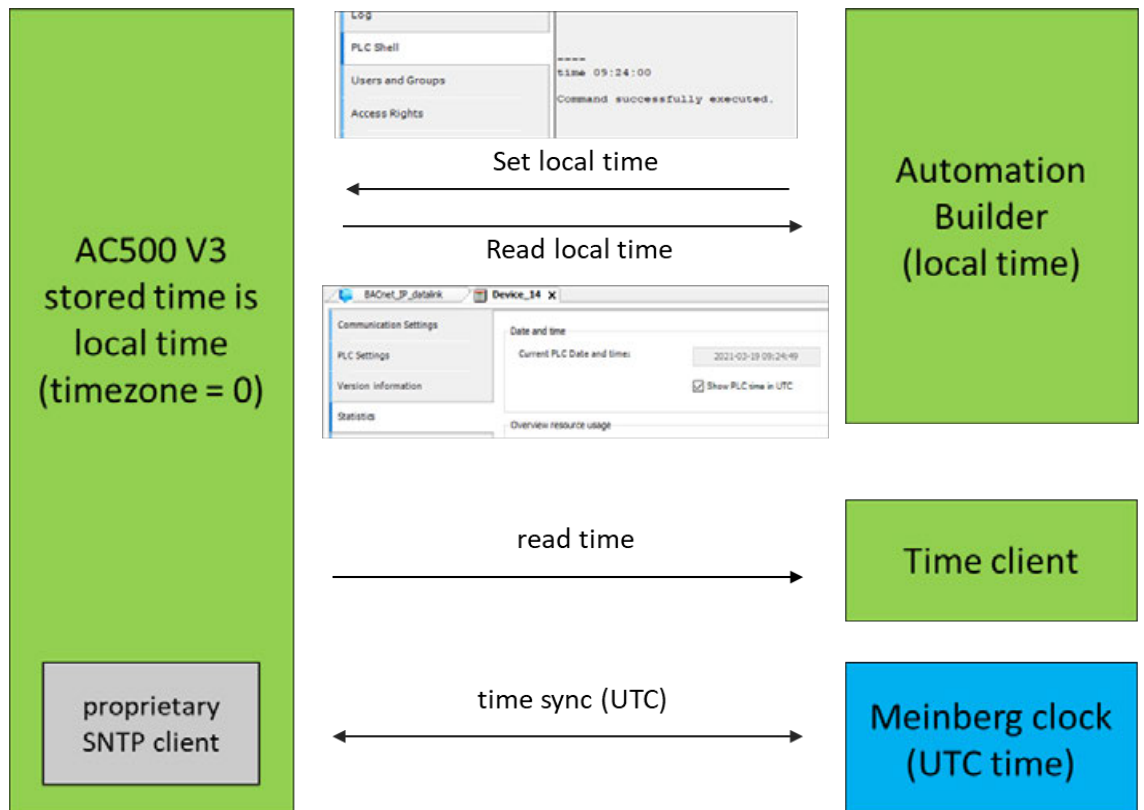 Log
PLC Shell
Users and Groups
Access Rights
----
time 09:24:00
Command successfully executed.
Set local time
Read local time
AC500 V3
stored time is
local time
(timezone = 0)
Automation
Builder
(local time)
BACnet_IP_datalink
Device_14 X
Communication Settings
PLC Settings
Version information
Statistics
Date and time
Current PLC Date and time:
2021-03-19 09:24:49
Show PLC time in UTC
Overview resource usage
read time
Time client
proprietary
SNTP client
time sync (UTC)
Meinberg clock
(UTC time)